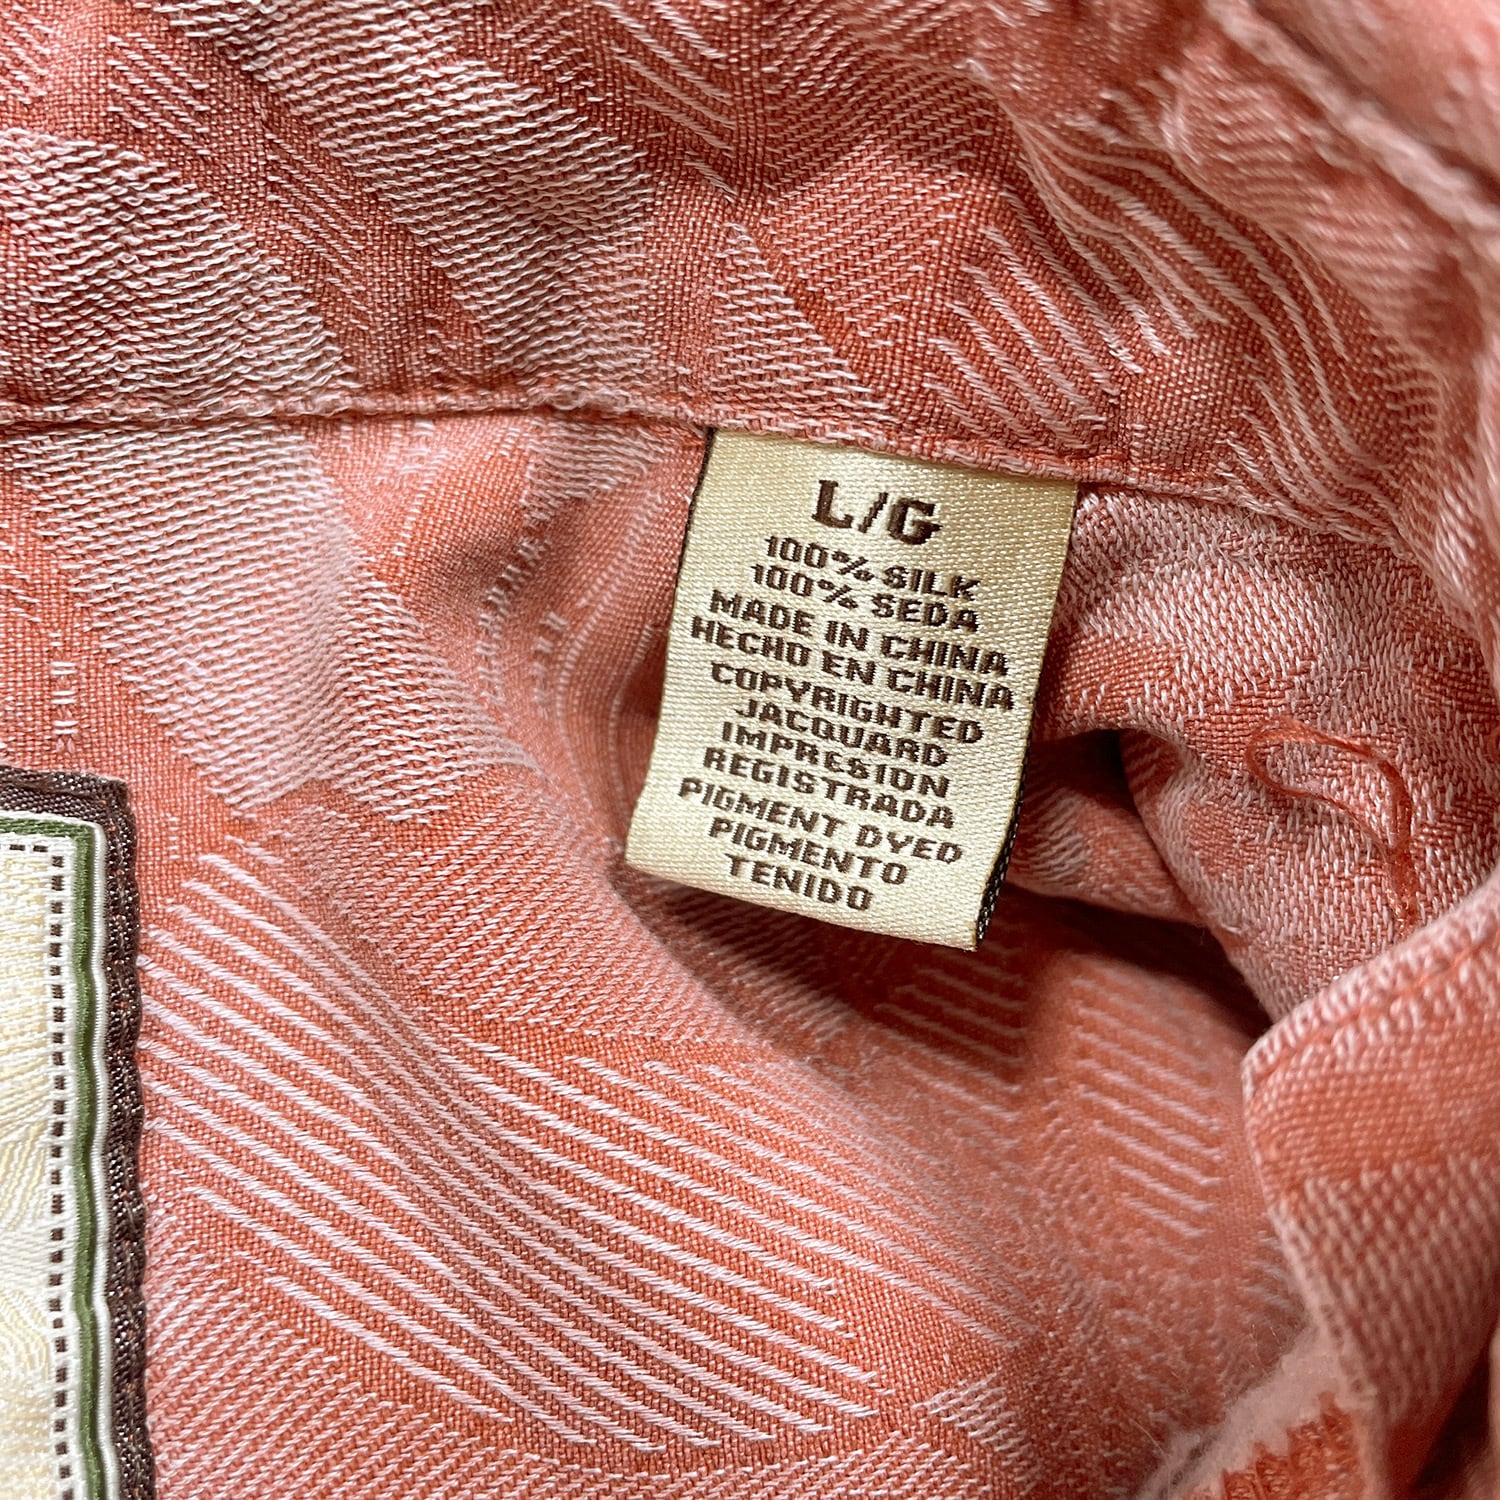 L/G
100% SILK
100% SEDA
MADE IN CHINA
HECHO EN CHINA
COPYRIGHTED
JACQUARD
IMPRESION
REGISTRADA
PIGMENT DYED
PIGMENTO
TENIDO